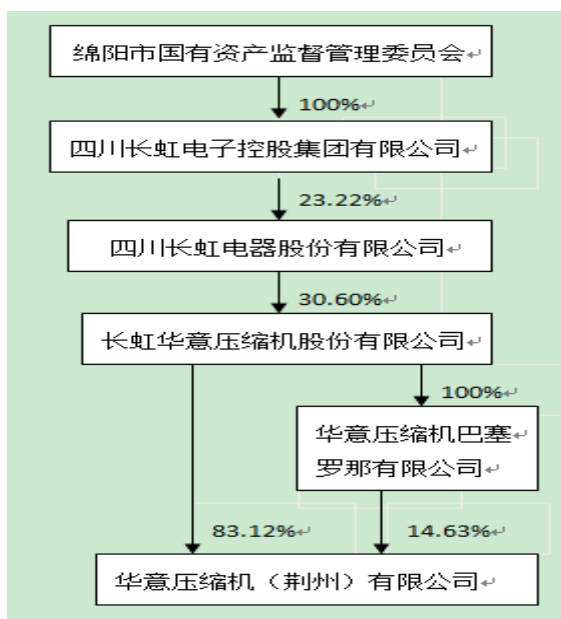 绵阳市国有资产监督管理委员会
100%
四川长虹电子控股集团有限公司
23.22%
四川长虹电器股份有限公司
30.60%
长虹华意压缩机股份有限公司
100%
华意压缩机巴塞
罗那有限公司
83.12%
14.63%
华意压缩机（荆州）有限公司